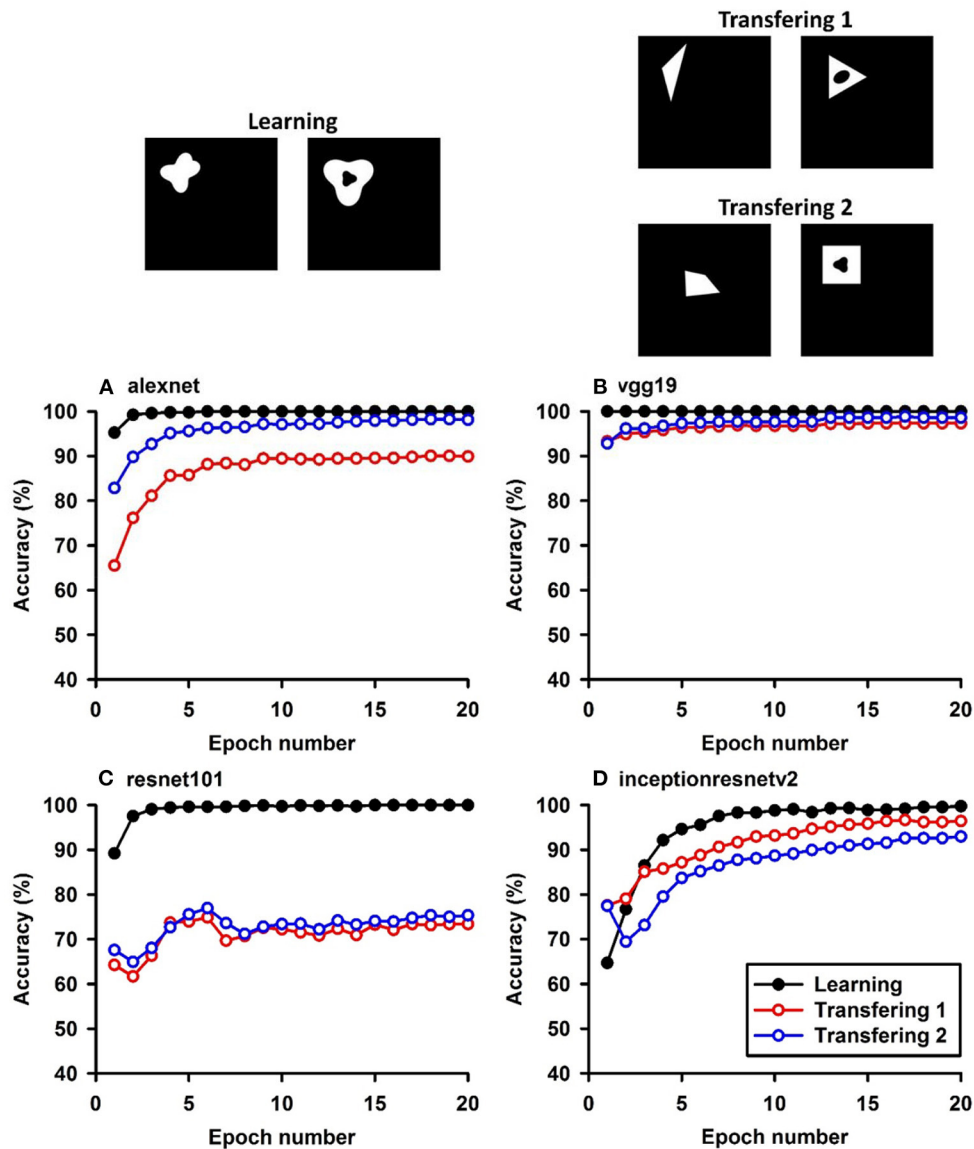 Learning
Transfering 1
Transfering 2
A alexnet
100
90
80
70
60
50
40
Accuracy (%)
0 5 10 15 20
Epoch number
B vgg19
100
90
80
70
60
50
40
Accuracy (%)
0 5 10 15 20
Epoch number
C resnet101
100
90
80
70
60
50
40
Accuracy (%)
0 5 10 15 20
Epoch number
D inceptionresnetv2
100
90
80
70
60
50
40
Accuracy (%)
0 5 10 15 20
Epoch number
Learning
Transfering 1
Transfering 2